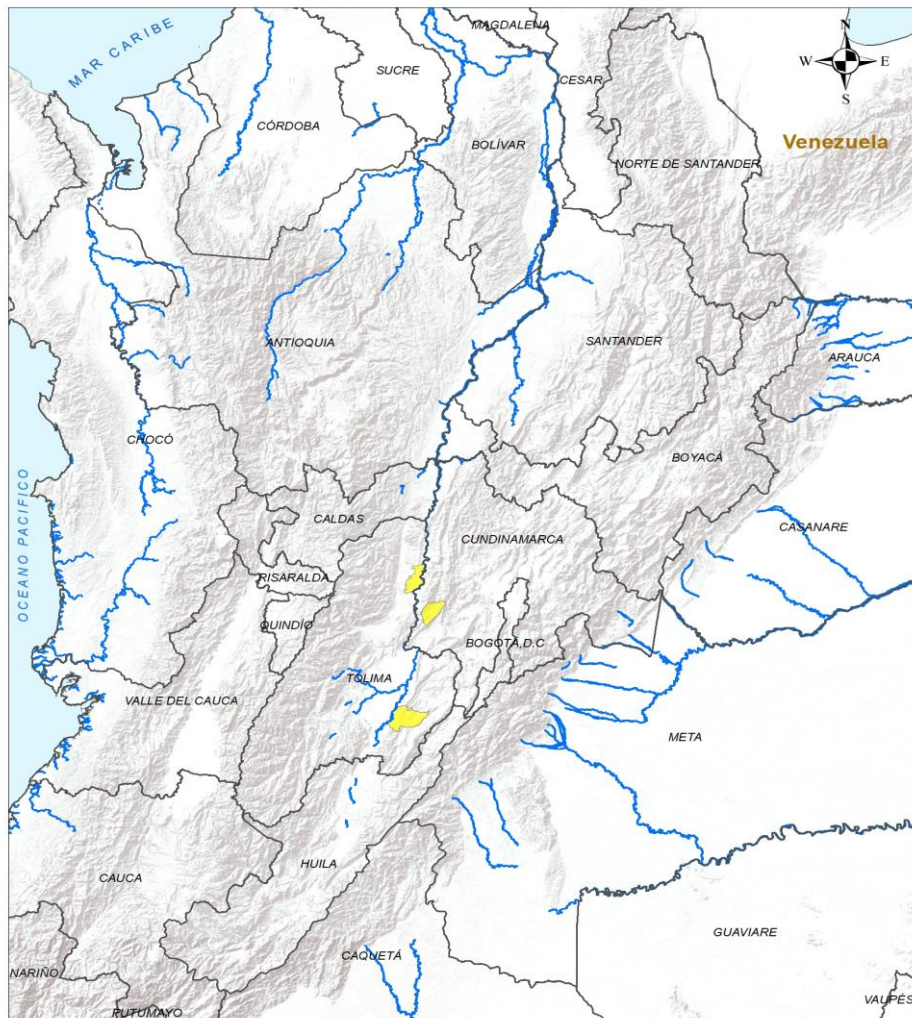 MAGDALENA
MAR CARIBE
N
W
E
S
SUCRE
CESAR
CÓRDOBA
BOLÍVAR
Venezuela
NORTE DE SANTANDER
ANTIOQUIA
SANTANDER
ARAUCA
CHOCÓ
BOYACÁ
OCEANO PACIFICO
CALDAS
CASANARE
CUNDINAMARCA
RISARALDA
QUINDÍO
BOGOTÁ,D.C
TOLIMA
VALLE DEL CAUCA
META
HUILA
CAUCA
GUAVIARE
CAQUETÁ
NARIÑO
VAUPÉS
PUTUMAYO